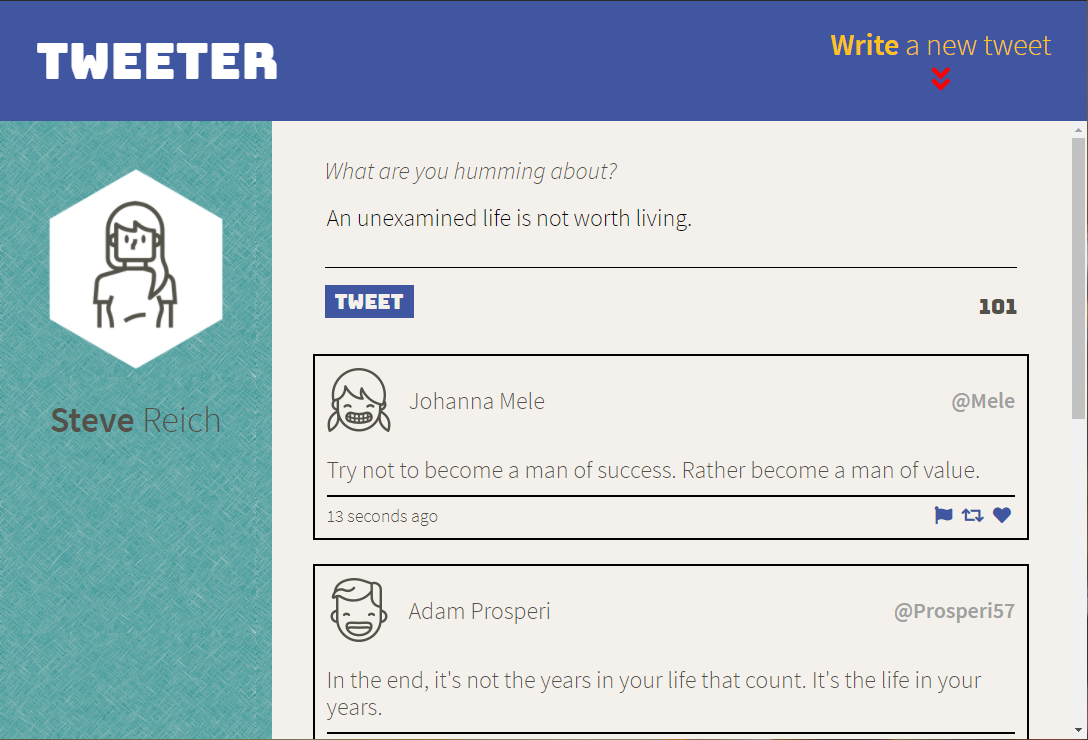 TWEETER
Write a new tweet
What are you humming about?
An unexamined life is not worth living.
TWEET
101
Steve Reich
Johanna Mele
@Mele
Try not to become a man of success. Rather become a man of value.
13 seconds ago
Adam Prosperi
@Prosperi57
In the end, it's not the years in your life that count. It's the life in your
years.